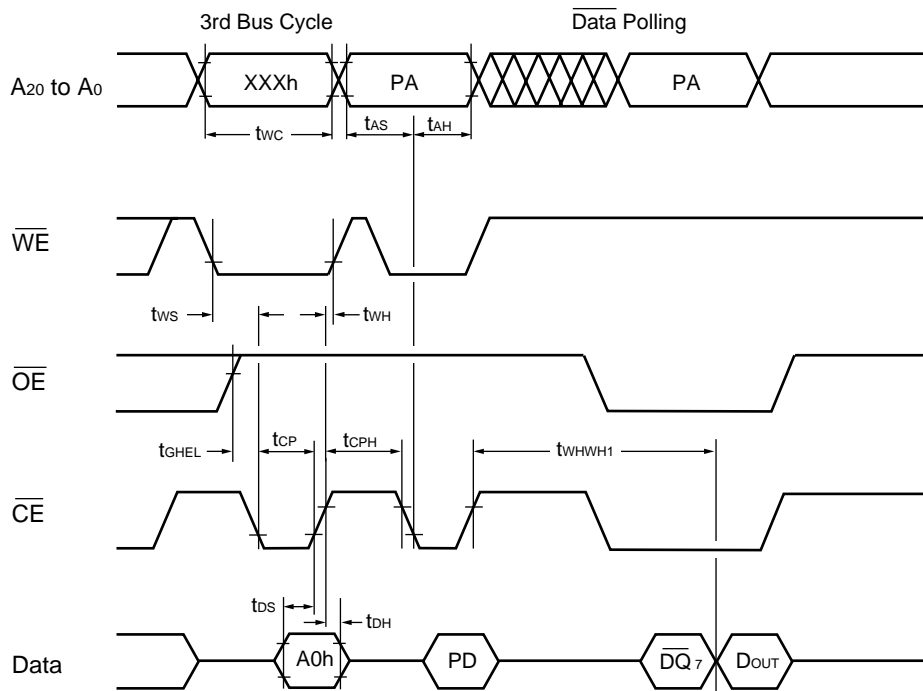 3rd Bus Cycle
Data Polling
A20 to A0
XXXh
PA
PA
tWC
tAS
tAH
WE
tWS
tWH
OE
tGHEL
tCP
tCPH
tWHWH1
CE
tDS
tDH
Data
A0h
PD
DQ7
DOUT